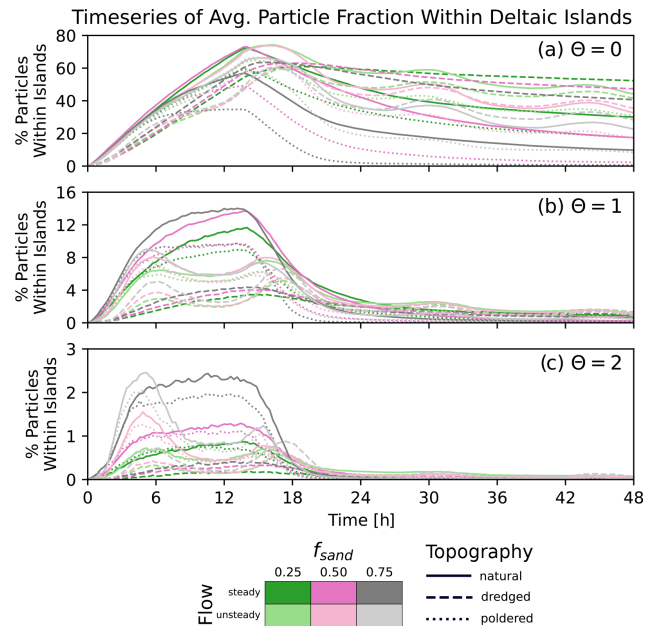 Timeseries of Avg. Particle Fraction Within Deltaic Islands
% Particles
Within Islands
80
60
40
20
0
(a) Θ = 0
% Particles
Within Islands
16
12
8
4
0
(b) Θ = 1
% Particles
Within Islands
3
2
1
0
(c) Θ = 2
0 6 12 18 24 30 36 42 48
Time [h]
f_sand
0.25 0.50 0.75
Flow
steady
unsteady
Topography
natural
dredged
poldered